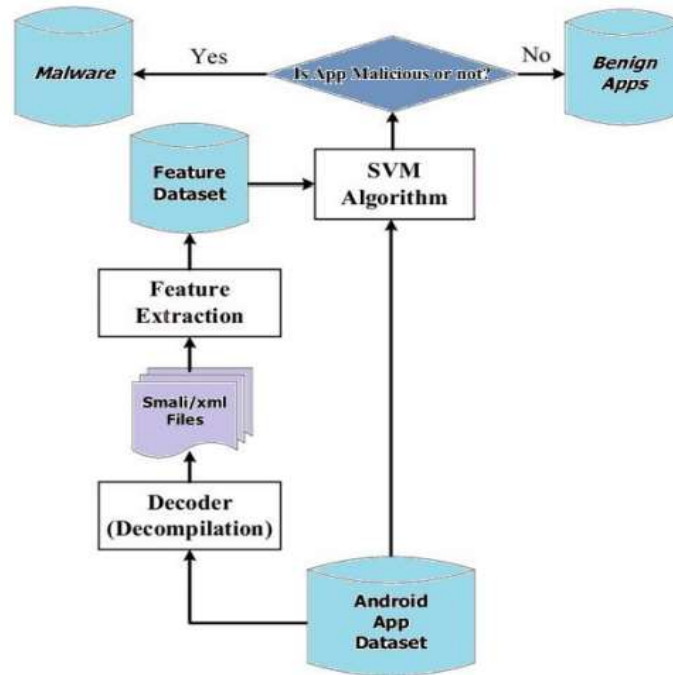 Yes
Is App Malicious or not?
No
Malware
Benign
Apps
Feature
Dataset
SVM
Algorithm
Feature
Extraction
Smali/xml
Files
Decoder
(Decompilation)
Android
App
Dataset